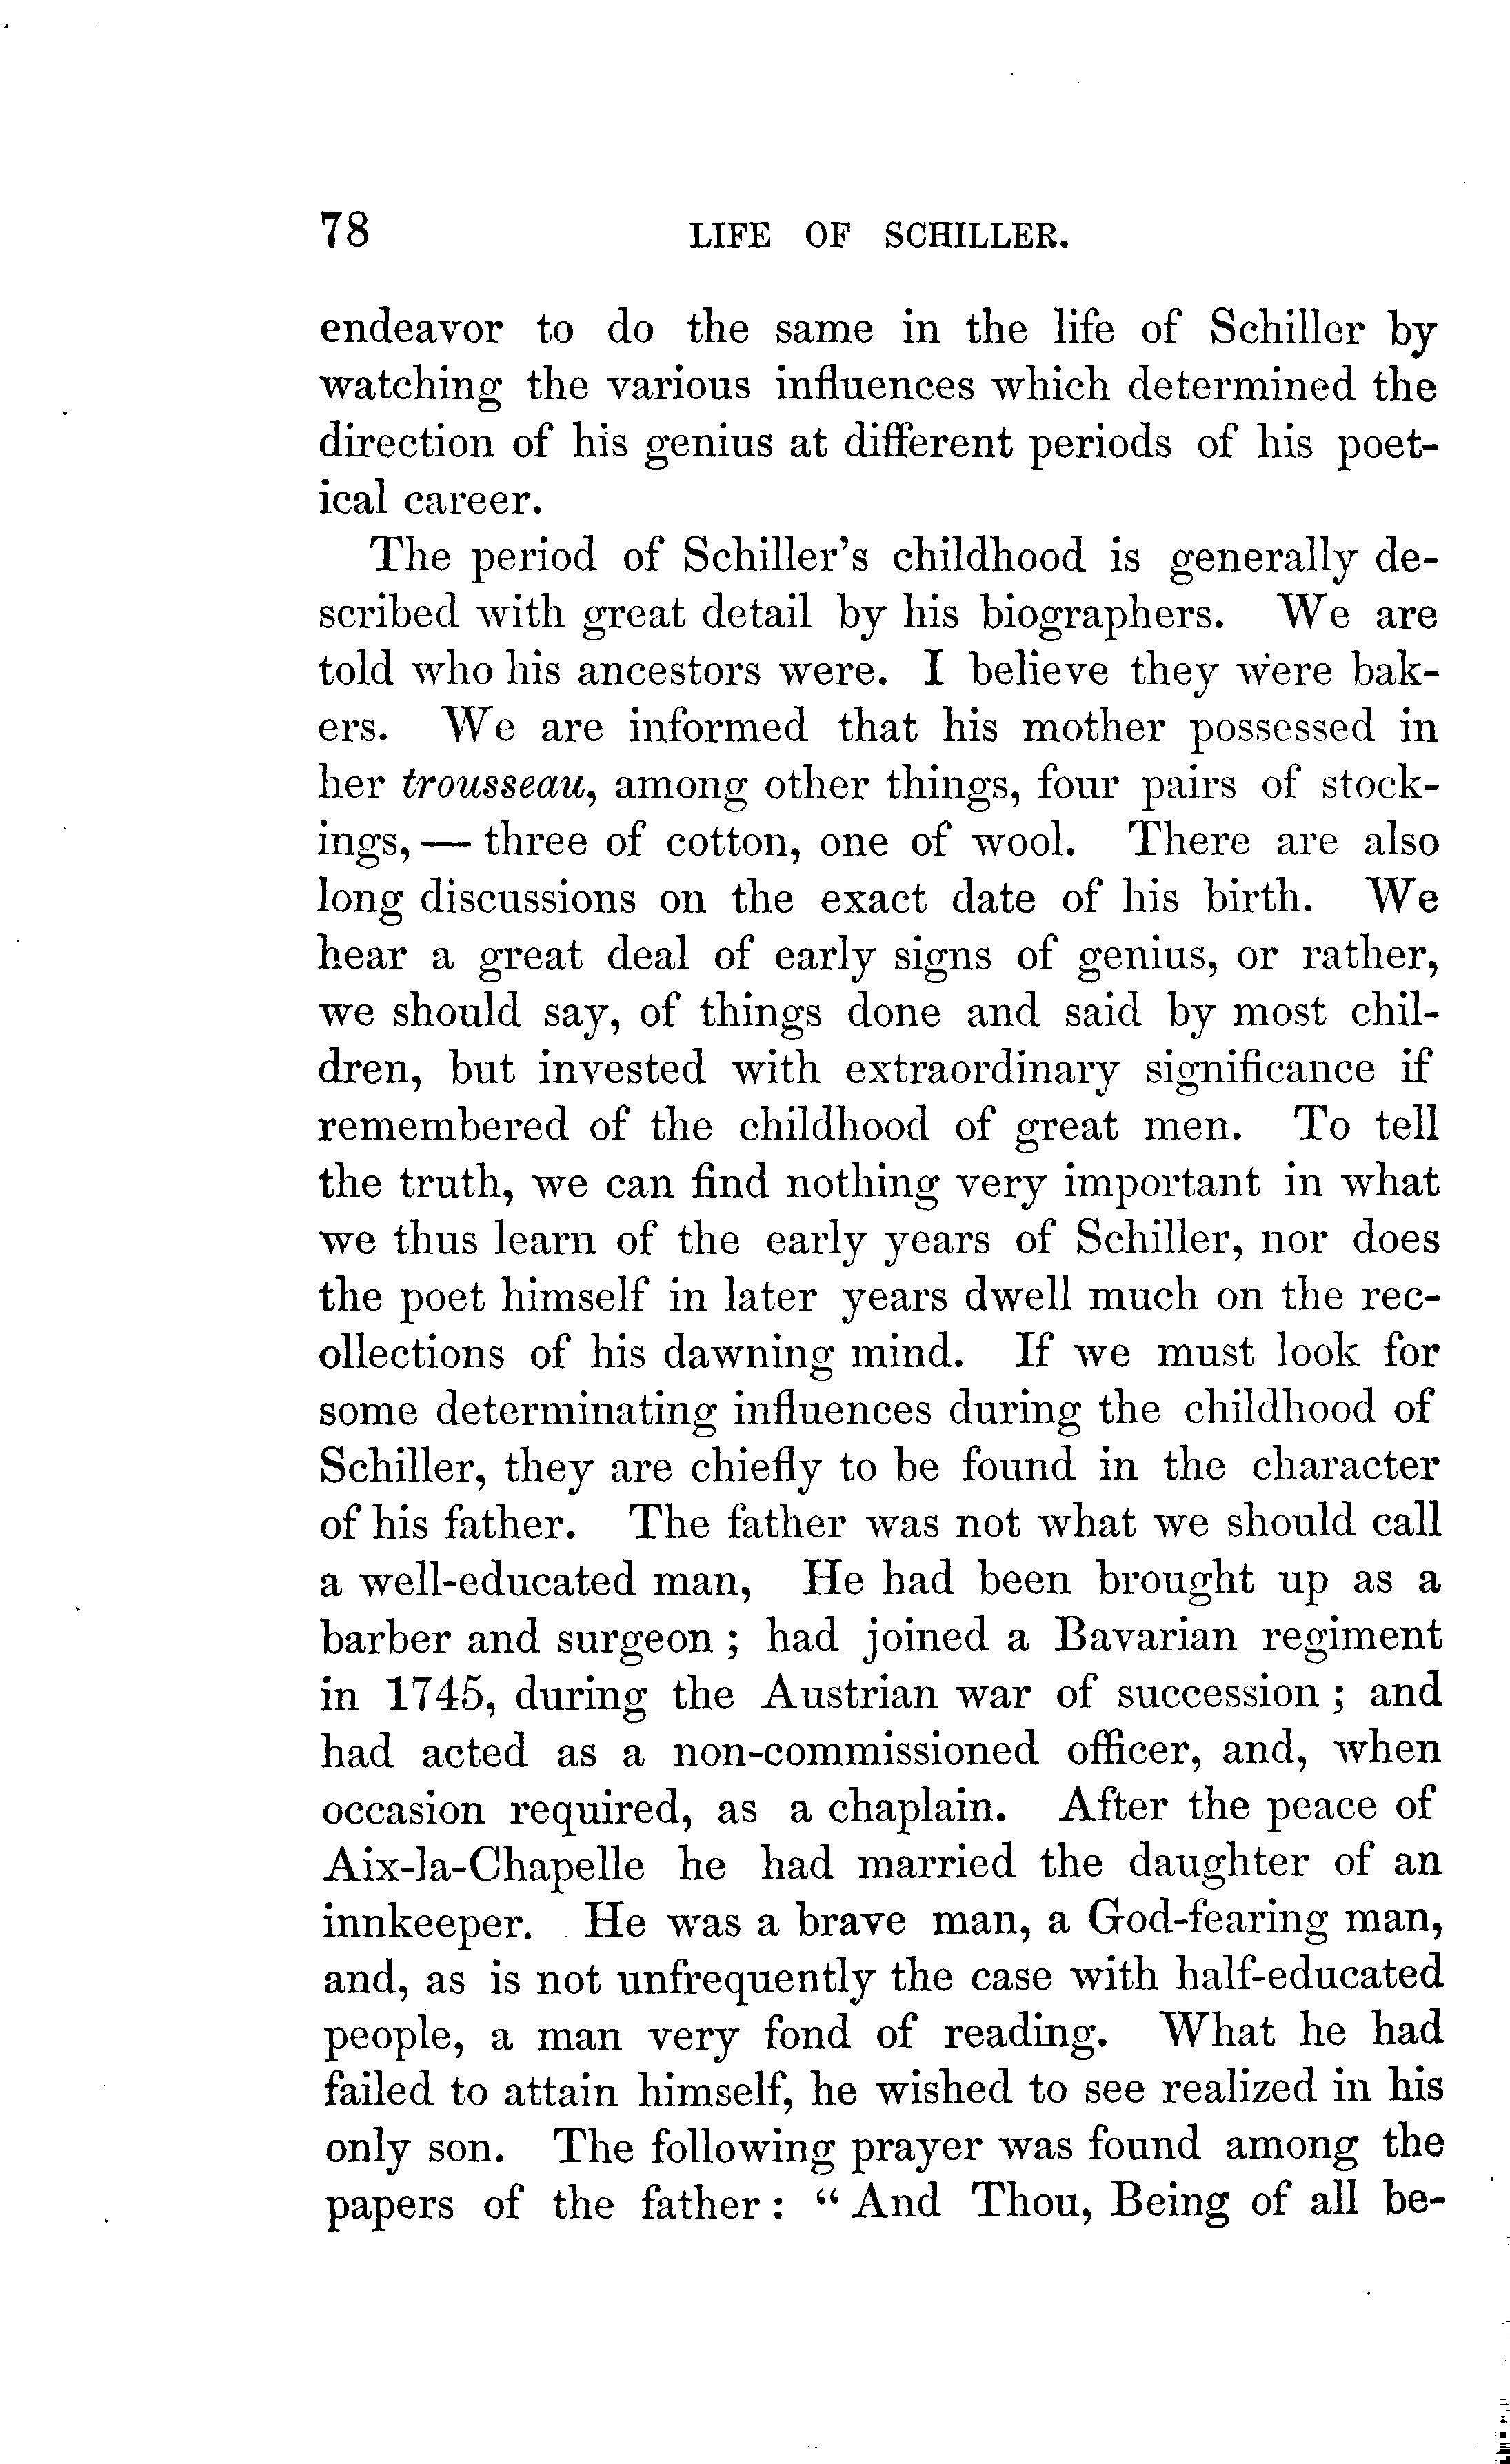 78 LIFE OF SCHILLER.
endeavor to do the same in the life of Schiller by
watching the various influences which determined the
direction of his genius at different periods of his poet-
ical career.
The period of Schiller's childhood is generally de-
scribed with great detail by his biographers. We are
told who his ancestors were. I believe they were bak-
ers. We are informed that his mother possessed in
her trousseau, among other things, four pairs of stock-
ings, — three of cotton, one of wool. There are also
long discussions on the exact date of his birth. We
hear a great deal of early signs of genius, or rather,
we should say, of things done and said by most chil-
dren, but invested with extraordinary significance if
remembered of the childhood of great men. To tell
the truth, we can find nothing very important in what
we thus learn of the early years of Schiller, nor does
the poet himself in later years dwell much on the rec-
ollections of his dawning mind. If we must look for
some determinating influences during the childhood of
Schiller, they are chiefly to be found in the character
of his father. The father was not what we should call
a well-educated man, He had been brought up as a
barber and surgeon ; had joined a Bavarian regiment
in 1745, during the Austrian war of succession ; and
had acted as a non-commissioned officer, and, when
occasion required, as a chaplain. After the peace of
Aix-la-Chapelle he had married the daughter of an
innkeeper. He was a brave man, a God-fearing man,
and, as is not unfrequently the case with half-educated
people, a man very fond of reading. What he had
failed to attain himself, he wished to see realized in his
only son. The following prayer was found among the
papers of the father : “ And Thou, Being of all be-